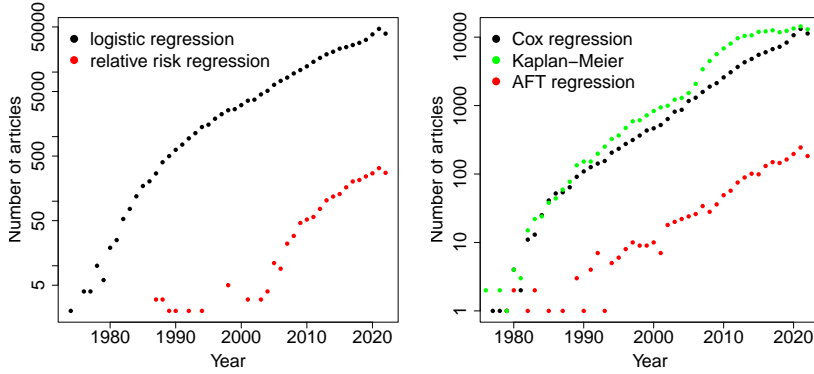 50000
5000
500
50
5
Number of articles
logistic regression
relative risk regression
1980 1990 2000 2010 2020
Year
10000
1000
100
10
1
Number of articles
Cox regression
Kaplan−Meier
AFT regression
1980 1990 2000 2010 2020
Year